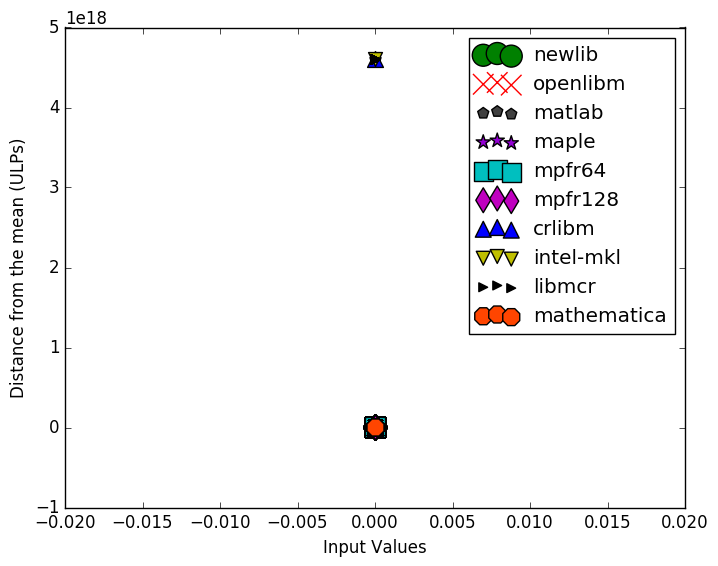 1e18
5
4
3
2
1
0
−1
Distance from the mean (ULPs)
newlib
openlibm
matlab
maple
mpfr64
mpfr128
crlibm
intel-mkl
libmcr
mathematica
−0.020 −0.015 −0.010 −0.005 0.000 0.005 0.010 0.015 0.020
Input Values